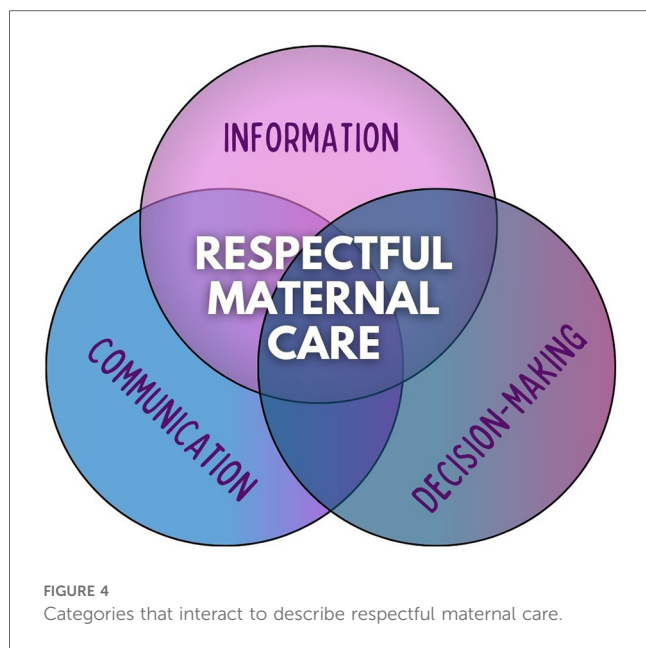 INFORMATION
RESPECTFUL
MATERNAL
CARE
COMMUNICATION
DECISION-MAKING
FIGURE 4
Categories that interact to describe respectful maternal care.